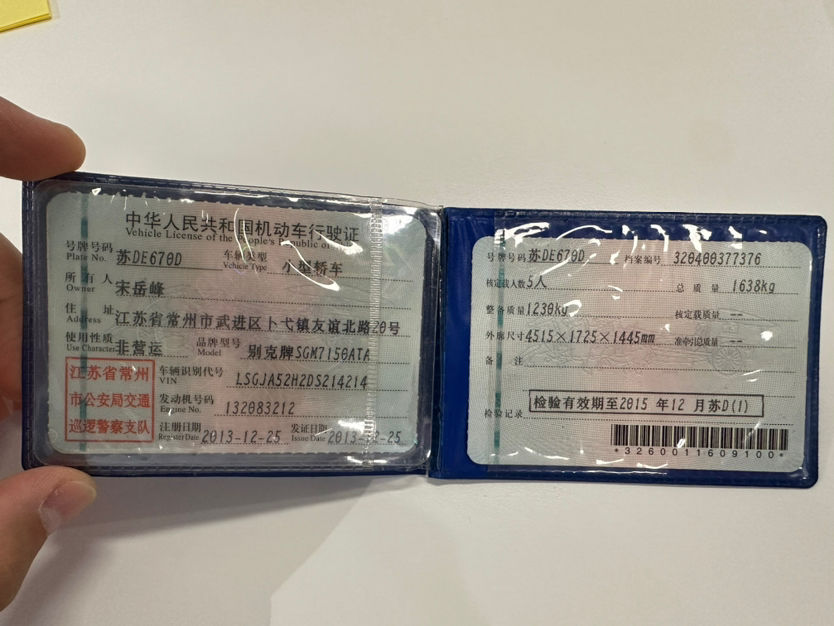 中华人民共和国机动车行驶证
Vehicle License of the People's Republic of
号牌号码 苏DE670D 车辆类型 小型轿车
Plate No. Vehicle Type
所有人 宋岳峰
Owner
住址 江苏省常州市武进区卜弋镇友谊北路20号
Address
使用性质 非营运 品牌型号 别克牌SGM7150ATA
Use Character Model
江苏省常州
市公安局交通
巡逻警察支队
车辆识别代号 LSGJA52H2DS214214
VIN
发动机号码 132083212
Engine No.
注册日期 2013-12-25 发证日期 2013-12-25
Register Date Issue Date
号牌号码 苏DE670D 档案编号 320400377376
核定载人数 5人 总质量 1638kg
整备质量 1230kg 核定载质量 --
外廓尺寸 4515×1725×1445mm 准牵引总质量 --
备注
检验记录 检验有效期至2015年12月苏D(1)
*3260011609100*